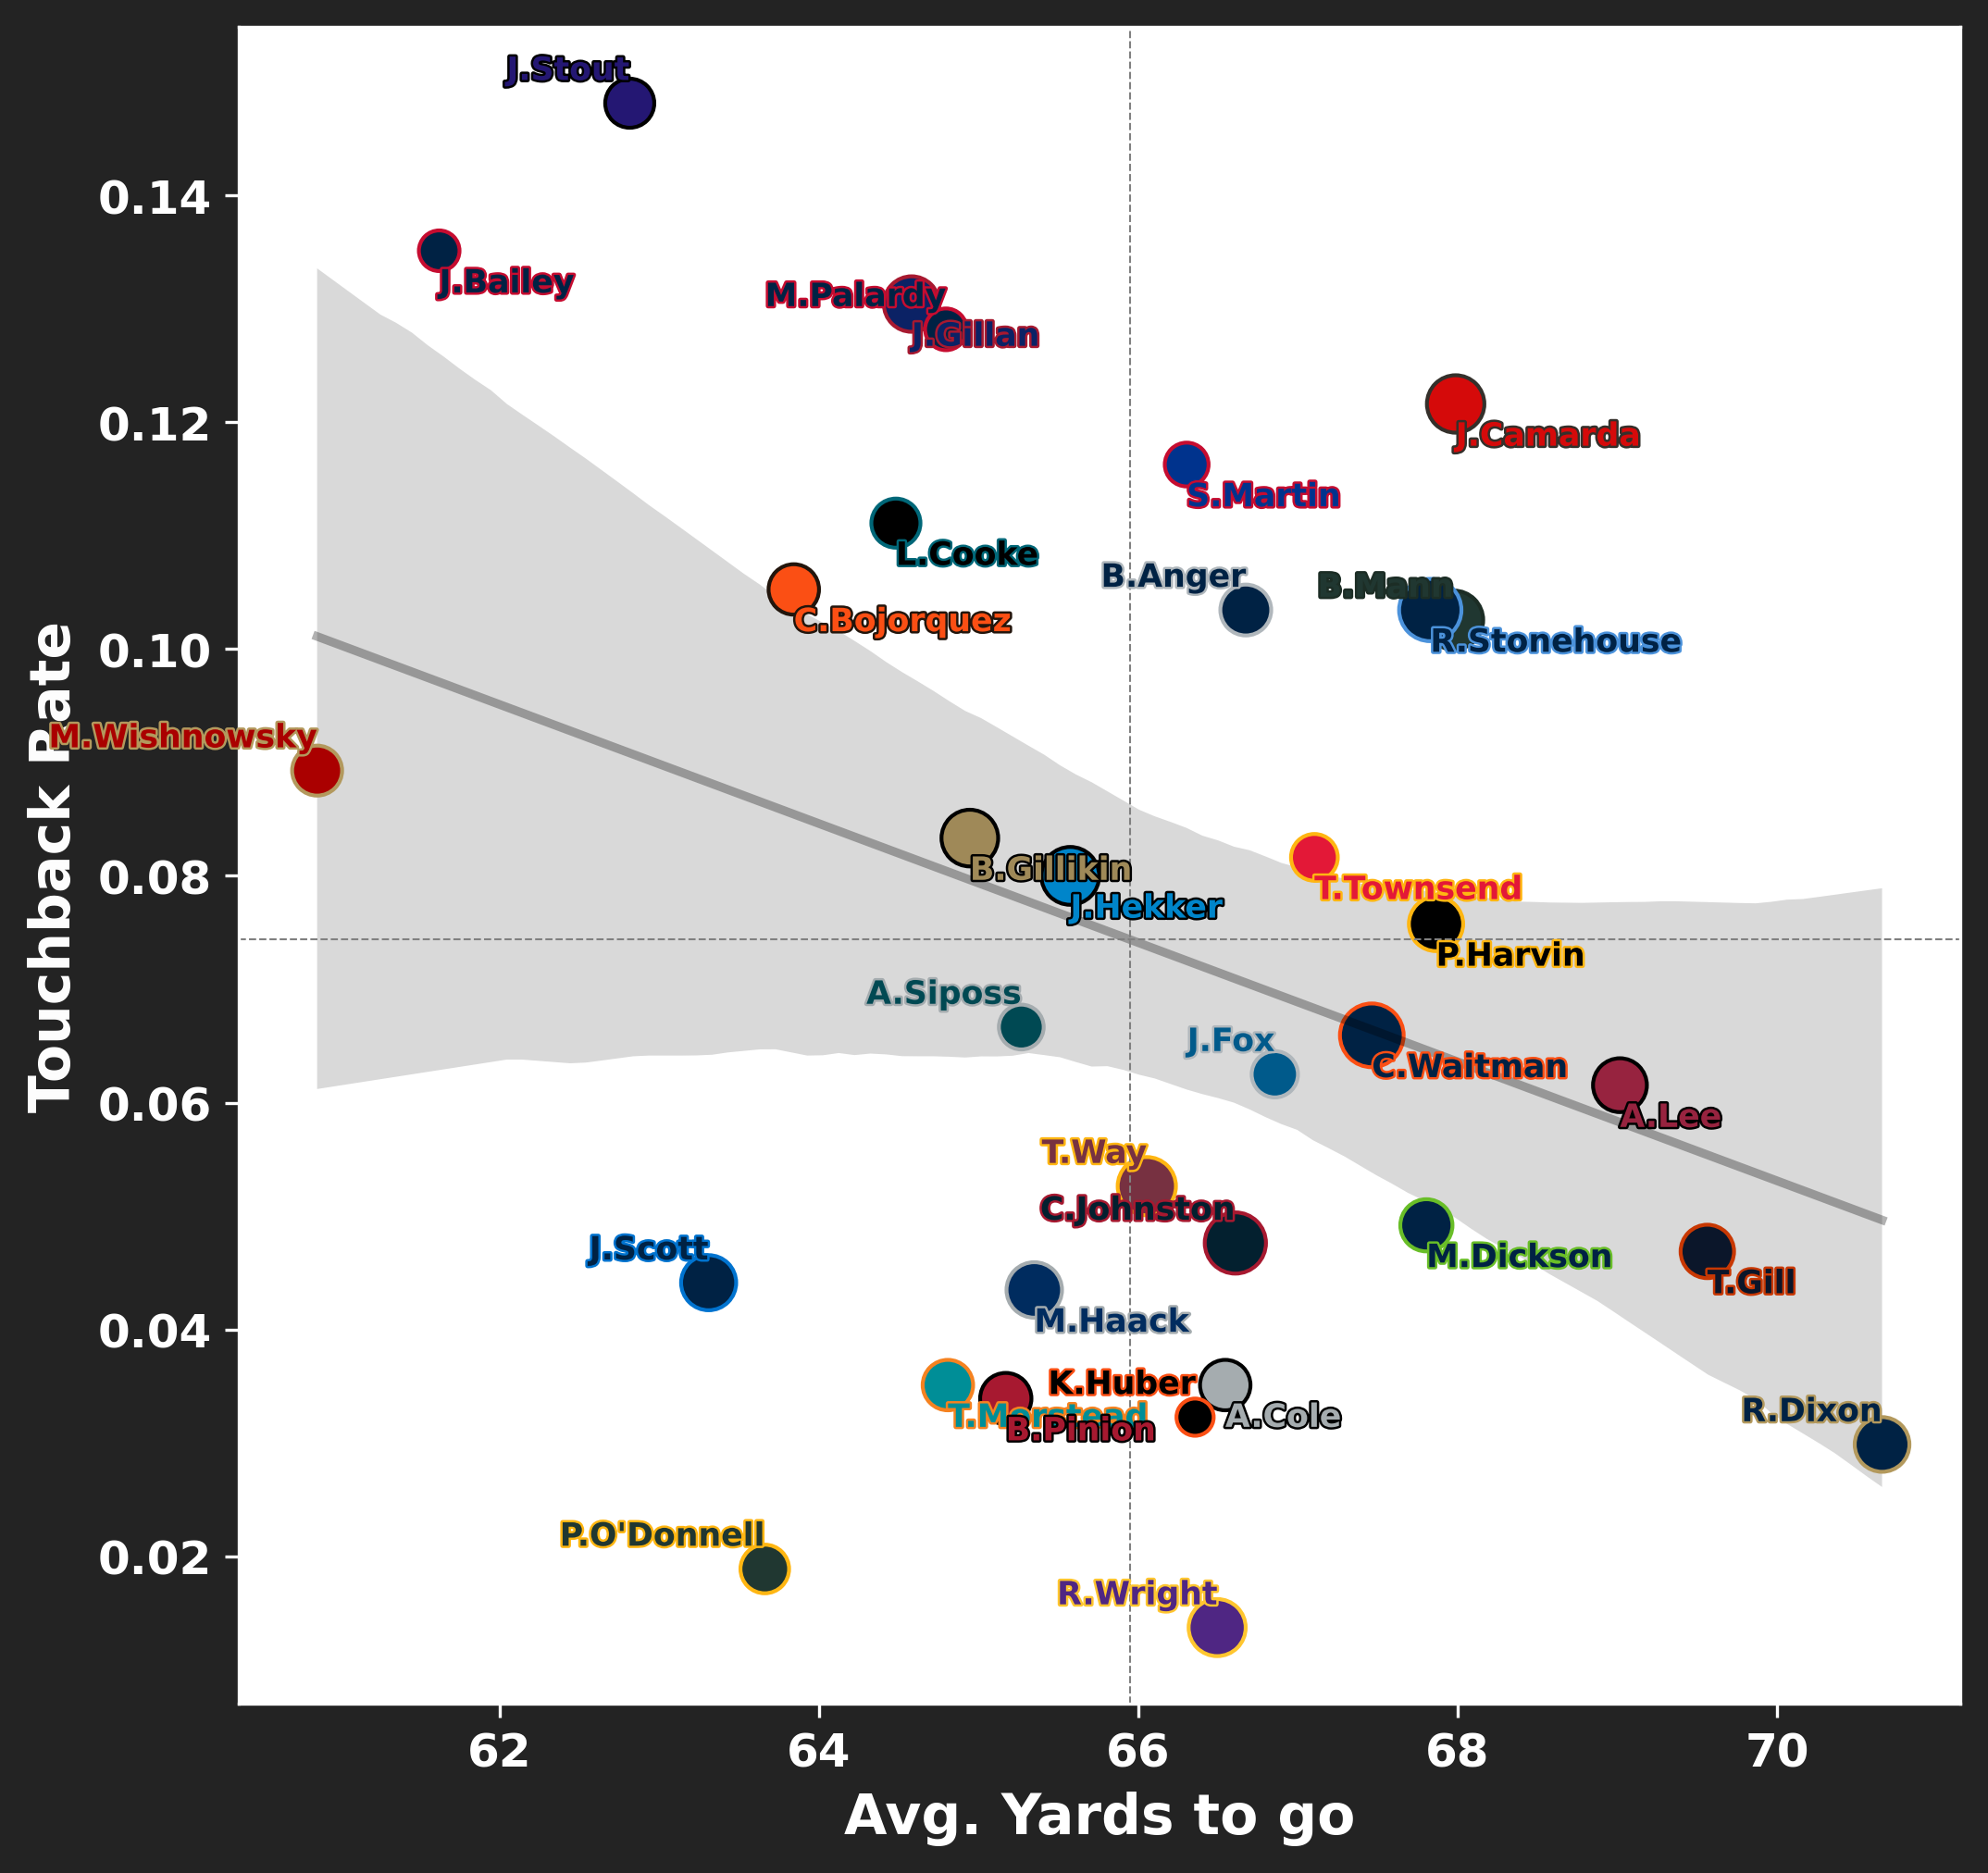 J.Stout
0.14
J.Bailey
M.Palardy
J.Gillan
0.12
J.Camarda
S.Martin
L.Cooke
B.Anger
B.Mann
C.Bojorquez
R.Stonehouse
0.10
M.Wishnowsky
Touchback Rate
B.Gillikin
0.08
T.Townsend
J.Hekker
P.Harvin
A.Siposs
J.Fox
C.Waitman
0.06
A.Lee
T.Way
C.Johnston
J.Scott
M.Dickson
T.Gill
M.Haack
0.04
K.Huber
T.Morstead
A.Cole
B.Pinion
R.Dixon
P.O'Donnell
0.02
R.Wright
62
64
66
68
70
Avg. Yards to go